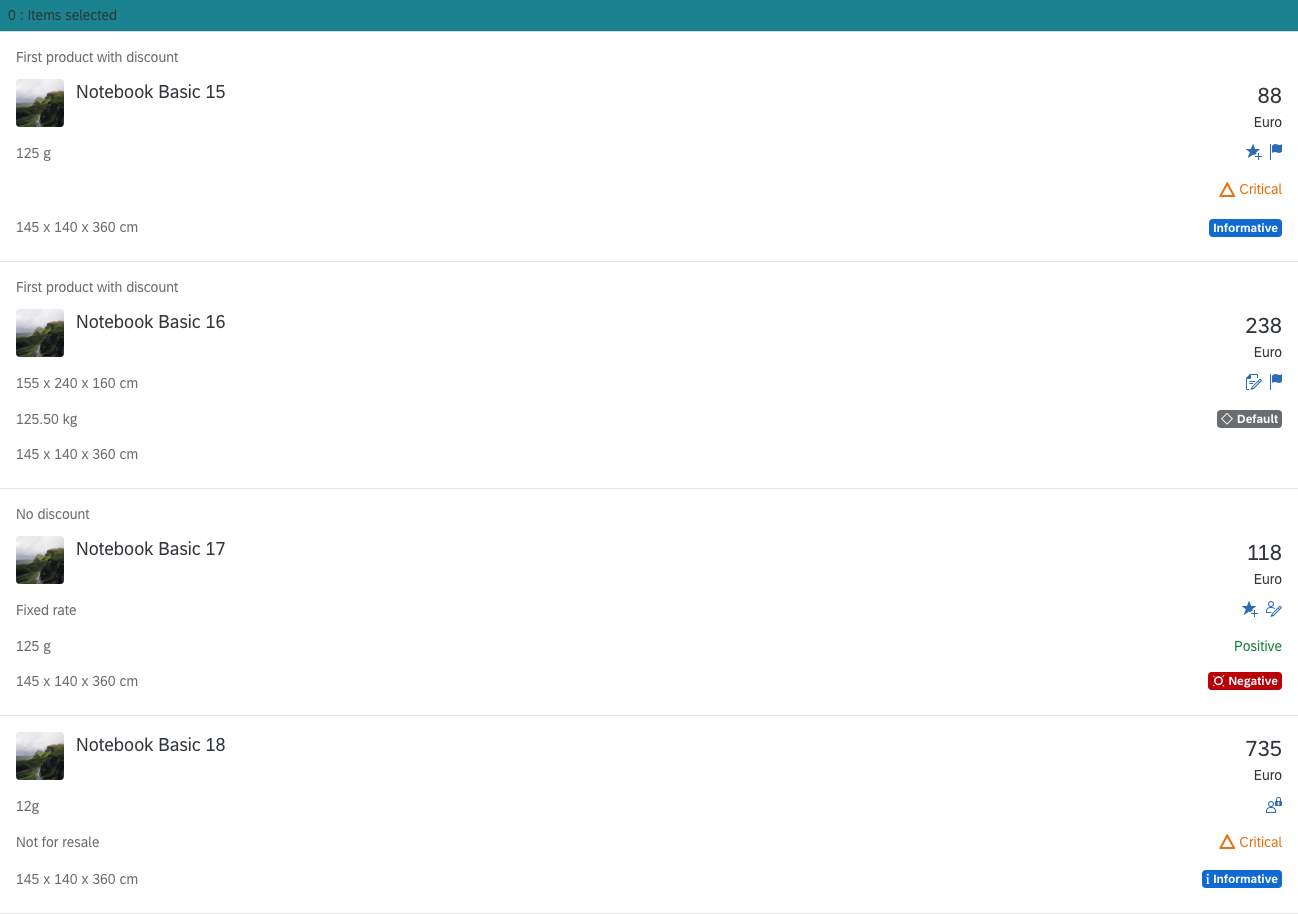 0 : Items selected
First product with discount
Notebook Basic 15
88
Euro
125 g
Critical
145 x 140 x 360 cm
Informative
First product with discount
Notebook Basic 16
238
Euro
155 x 240 x 160 cm
125.50 kg
Default
145 x 140 x 360 cm
No discount
Notebook Basic 17
118
Euro
Fixed rate
125 g
Positive
145 x 140 x 360 cm
Negative
Notebook Basic 18
735
Euro
12g
Not for resale
Critical
145 x 140 x 360 cm
Informative